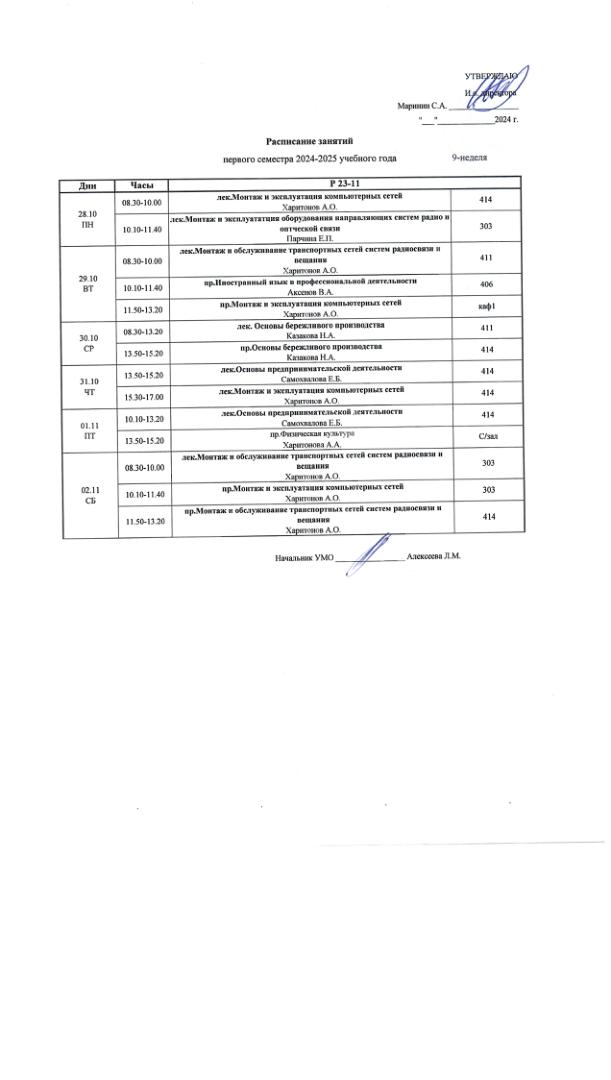 УТВЕРЖДАЮ
И.о. директора
Маринин С.А. ________________
"___"______________2024 г.
Расписание занятий
первого семестра 2024-2025 учебного года 9-неделя
Дни Часы Р 23-11
28.10
ПН
08.30-10.00
лек.Монтаж и эксплуатация компьютерных сетей
Харитонов А.О.
414
10.10-11.40
лек.Монтаж и эксплуататция оборудования направляющих систем радио и
оптческой связи
Парчина Е.П.
303
29.10
ВТ
08.30-10.00
лек.Монтаж и обслуживание транспортных сетей систем радиосвязи и
вещания
Харитонов А.О.
411
10.10-11.40
пр.Иностранный язык в профессиональной деятельности
Аксенов В.А.
406
11.50-13.20
пр.Монтаж и эксплуатация компьютерных сетей
Харитонов А.О.
каф1
30.10
СР
08.30-13.20
лек. Основы бережливого производства
Казакова Н.А.
411
13.50-15.20
пр.Основы бережливого производства
Казакова Н.А.
414
31.10
ЧТ
13.50-15.20
лек.Основы предпринимательской деятельности
Самохвалова Е.Б.
414
15.30-17.00
лек.Монтаж и эксплуатация компьютерных сетей
Харитонов А.О.
414
01.11
ПТ
10.10-13.20
лек.Основы предпринимательской деятельности
Самохвалова Е.Б.
414
13.50-15.20
пр.Физическая культура
Харитонова А.А.
С/зал
02.11
СБ
08.30-10.00
лек.Монтаж и обслуживание транспортных сетей систем радиосвязи и
вещания
Харитонов А.О.
303
10.10-11.40
пр.Монтаж и эксплуатация компьютерных сетей
Харитонов А.О.
303
11.50-13.20
пр.Монтаж и обслуживание транспортных сетей систем радиосвязи и
вещания
Харитонов А.О.
414
Начальник УМО ________________ Алексеева Л.М.